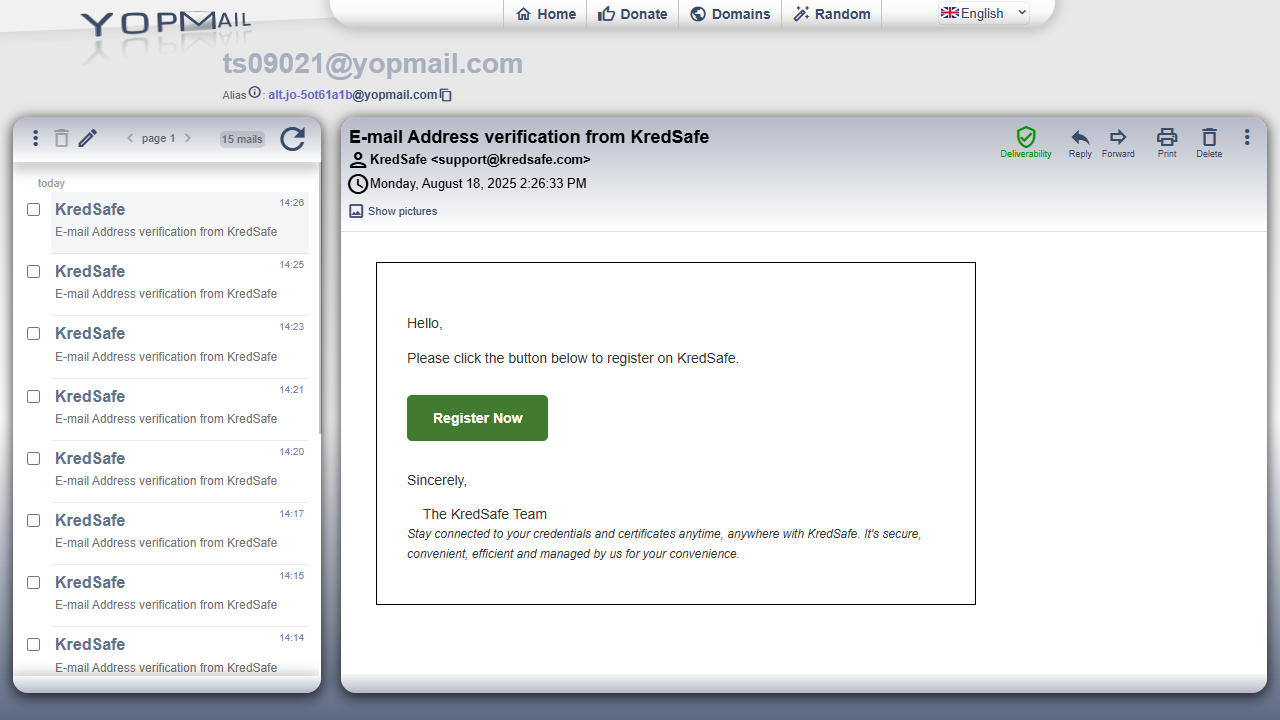 YOPMail
Home
Donate
Domains
Random
English
ts09021@yopmail.com
Alias : alt.jo-5ot61a1b@yopmail.com
page 1
15 mails
today
KredSafe 14:26
E-mail Address verification from KredSafe
KredSafe 14:25
E-mail Address verification from KredSafe
KredSafe 14:23
E-mail Address verification from KredSafe
KredSafe 14:21
E-mail Address verification from KredSafe
KredSafe 14:20
E-mail Address verification from KredSafe
KredSafe 14:17
E-mail Address verification from KredSafe
KredSafe 14:15
E-mail Address verification from KredSafe
KredSafe 14:14
E-mail Address verification from KredSafe
E-mail Address verification from KredSafe
KredSafe <support@kredsafe.com>
Monday, August 18, 2025 2:26:33 PM
Show pictures
Deliverability
Reply
Forward
Print
Delete
Hello,
Please click the button below to register on KredSafe.
Register Now
Sincerely,
The KredSafe Team
Stay connected to your credentials and certificates anytime, anywhere with KredSafe. It's secure,
convenient, efficient and managed by us for your convenience.